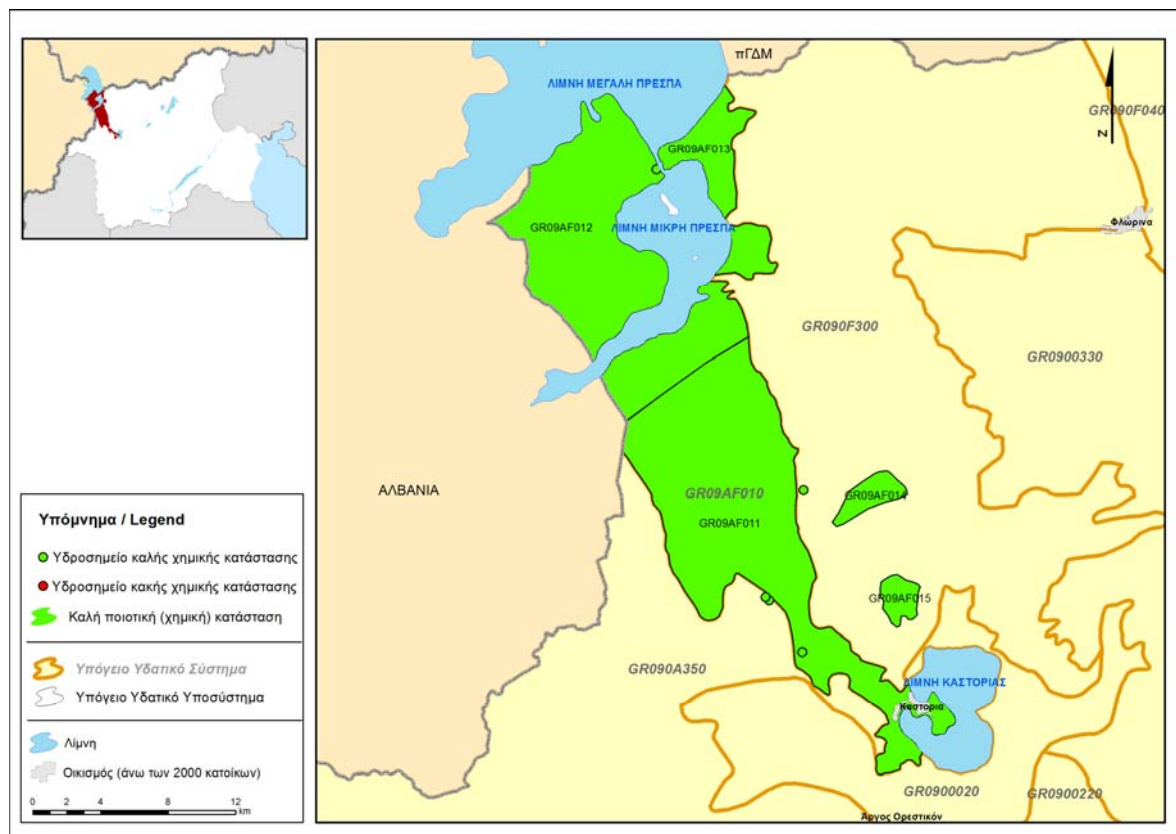 πΓΔΜ
ΛΙΜΝΗ ΜΕΓΑΛΗ ΠΡΕΣΠΑ
GR090F040
GR09AF013
N
Φλώρινα
GR09AF012
ΛΙΜΝΗ ΜΙΚΡΗ ΠΡΕΣΠΑ
GR090F300
GR0900330
ΑΛΒΑΝΙΑ
GR09AF010
GR09AF014
GR09AF011
GR09AF015
GR090A350
ΛΙΜΝΗ ΚΑΣΤΟΡΙΑΣ
Καστορια
GR0900020
GR0900220
Άργος Ορεστικόν
Υπόμνημα / Legend
Υδροσημείο καλής χημικής κατάστασης
Υδροσημείο κακής χημικής κατάστασης
Καλή ποιοτική (χημική) κατάσταση
Υπόγειο Υδατικό Σύστημα
Υπόγειο Υδατικό Υποσύστημα
Λίμνη
Οικισμός (άνω των 2000 κατοίκων)
0 2 4 8 12
km